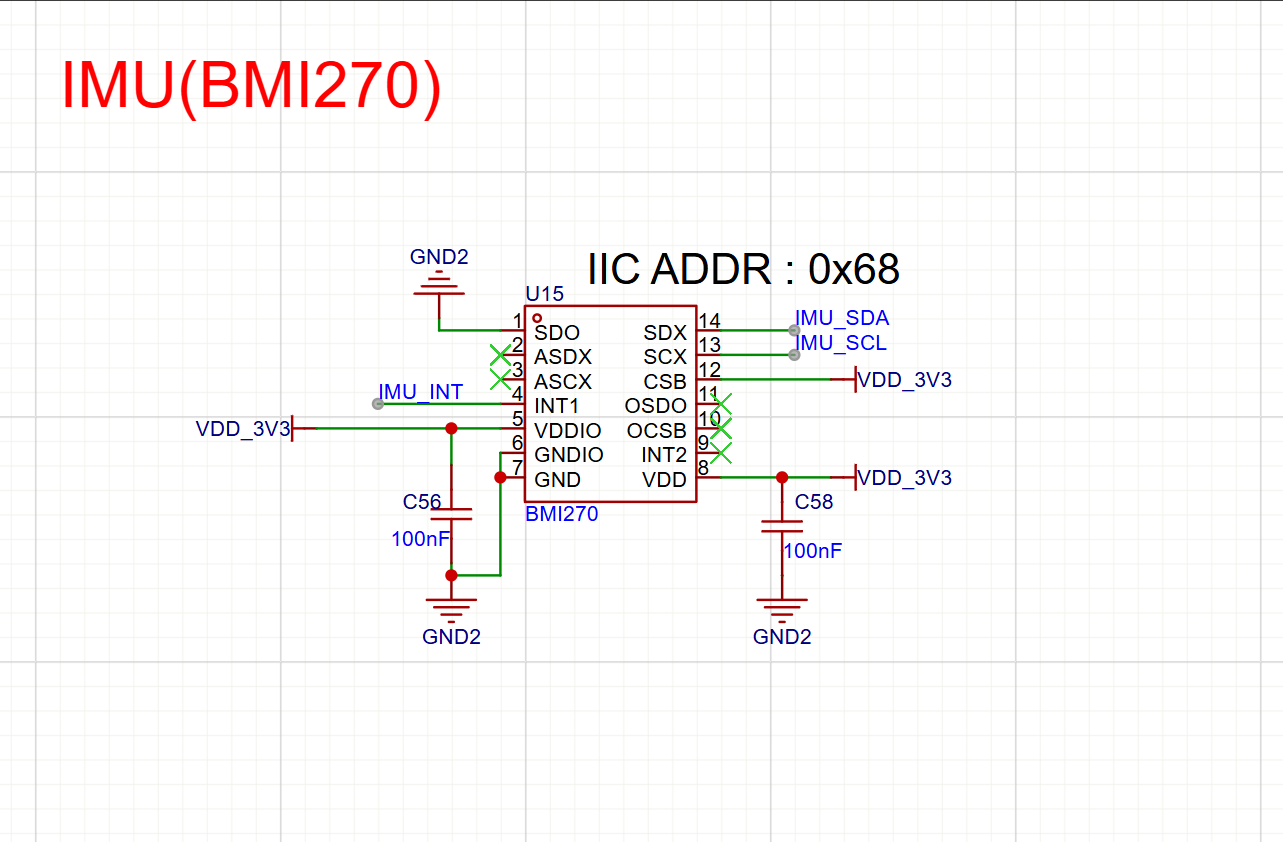 IMU(BMI270)
GND2
IIC ADDR : 0x68
U15
1 SDO
2 ASDX
3 ASCX
4 INT1
5 VDDIO
6 GNDIO
7 GND
SDX 14
SCX 13
CSB 12
OSDO 11
OCSB 10
INT2 9
VDD 8
IMU_SDA
IMU_SCL
VDD_3V3
IMU_INT
VDD_3V3
VDD_3V3
C56
100nF
BMI270
C58
100nF
GND2
GND2